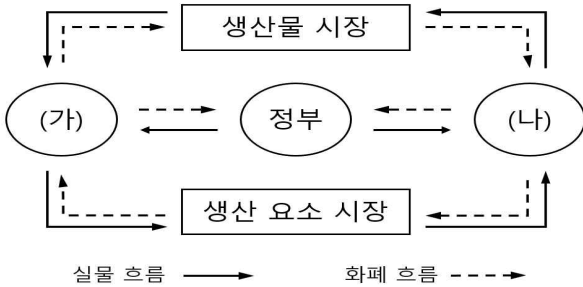 생산물 시장
(가) 정부 (나)
생산 요소 시장
실물 흐름 화폐 흐름